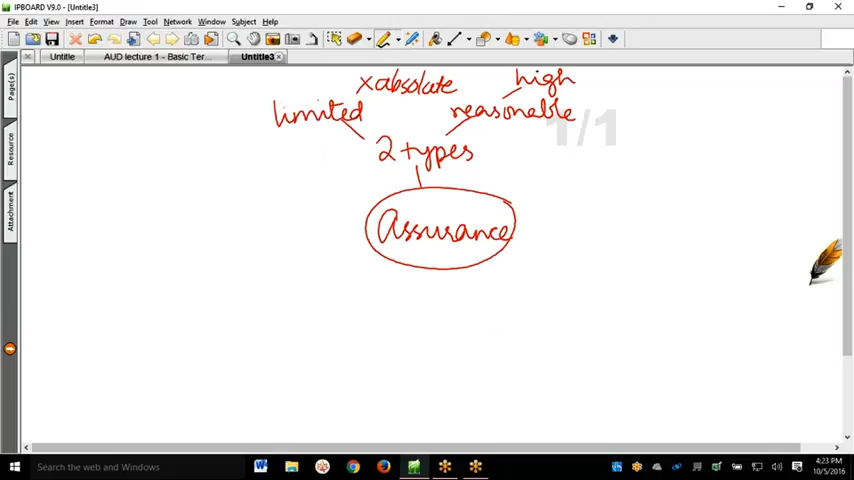 IPBOARD V9.0 - [Untitle3]
File Edit View Insert Format Draw Tool Network Window Subject Help
Untitle AUD lecture 1 - Basic Ter... Untitle3
Page(s)
Resource
Attachment
xabsolute high
limited reasonable
1/1
2 types
Assurance
Search the web and Windows
4:23 PM
10/5/2016